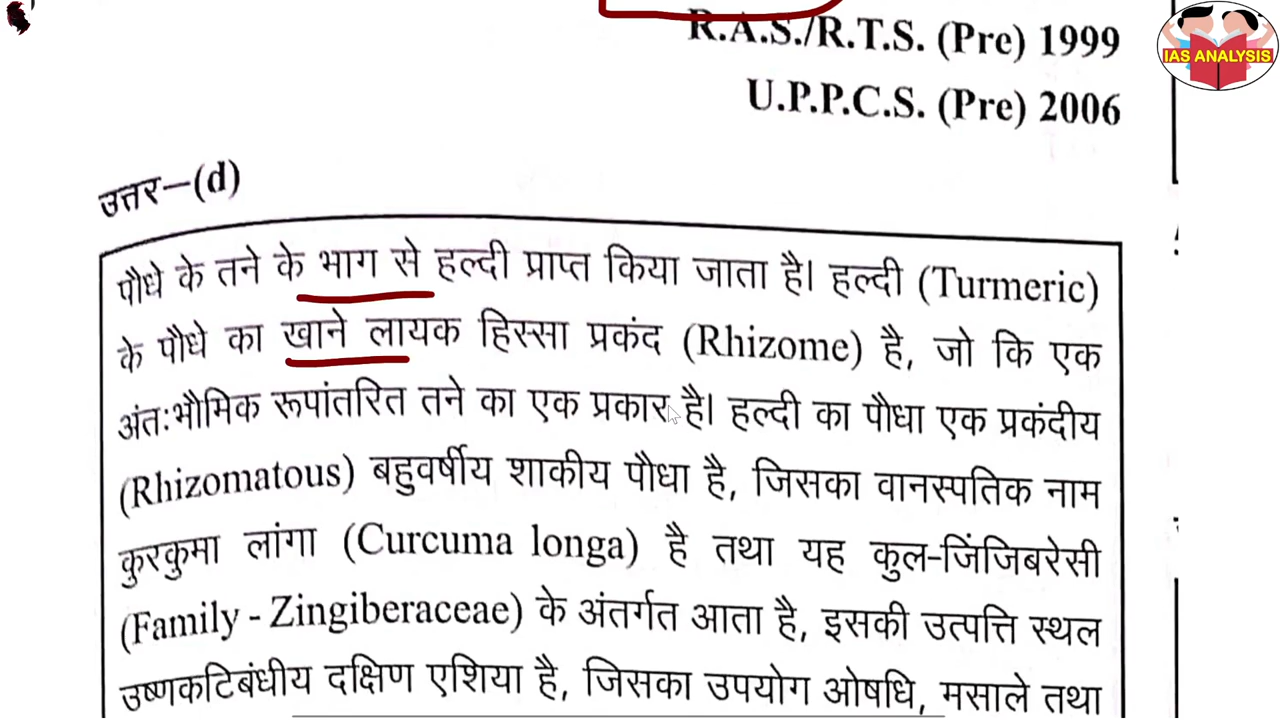 R.A.S./R.T.S. (Pre) 1999
IAS ANALYSIS
U.P.P.C.S. (Pre) 2006
उत्तर–(d)
पौधे के तने के भाग से हल्दी प्राप्त किया जाता है। हल्दी (Turmeric)
के पौधे का खाने लायक हिस्सा प्रकंद (Rhizome) है, जो कि एक
अंतःभौमिक रूपांतरित तने का एक प्रकार है। हल्दी का पौधा एक प्रकंदीय
(Rhizomatous) बहुवर्षीय शाकीय पौधा है, जिसका वानस्पतिक नाम
कुरकुमा लांगा (Curcuma longa) है तथा यह कुल-जिंजिबरेसी
(Family - Zingiberaceae) के अंतर्गत आता है, इसकी उत्पत्ति स्थल
उष्णकटिबंधीय दक्षिण एशिया है, जिसका उपयोग ओषधि, मसाले तथा